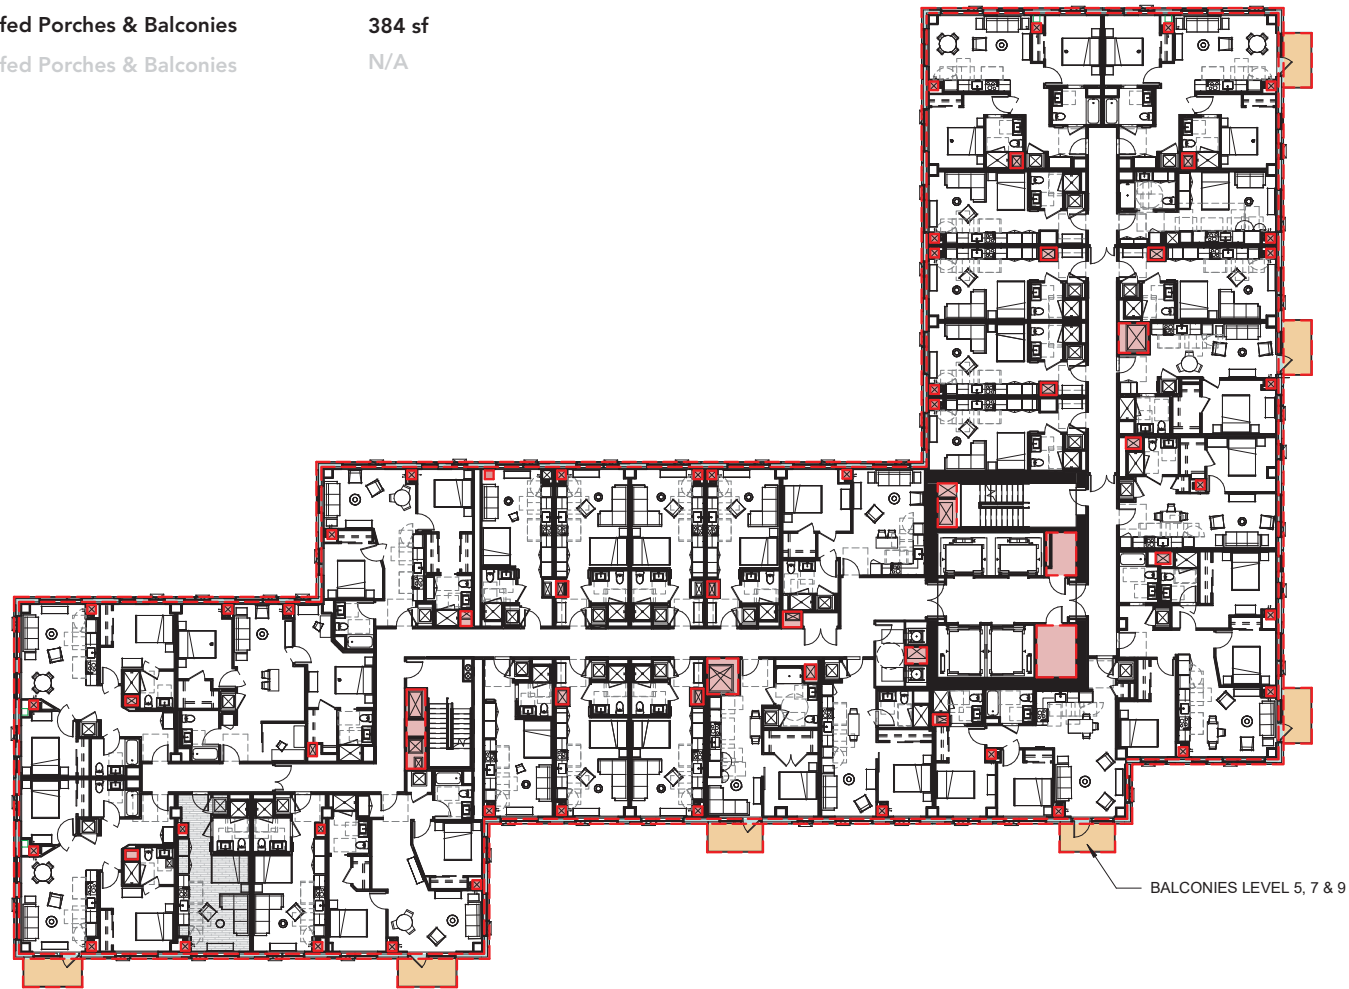 fed Porches & Balconies 384 sf
fed Porches & Balconies N/A
BALCONIES LEVEL 5, 7 & 9